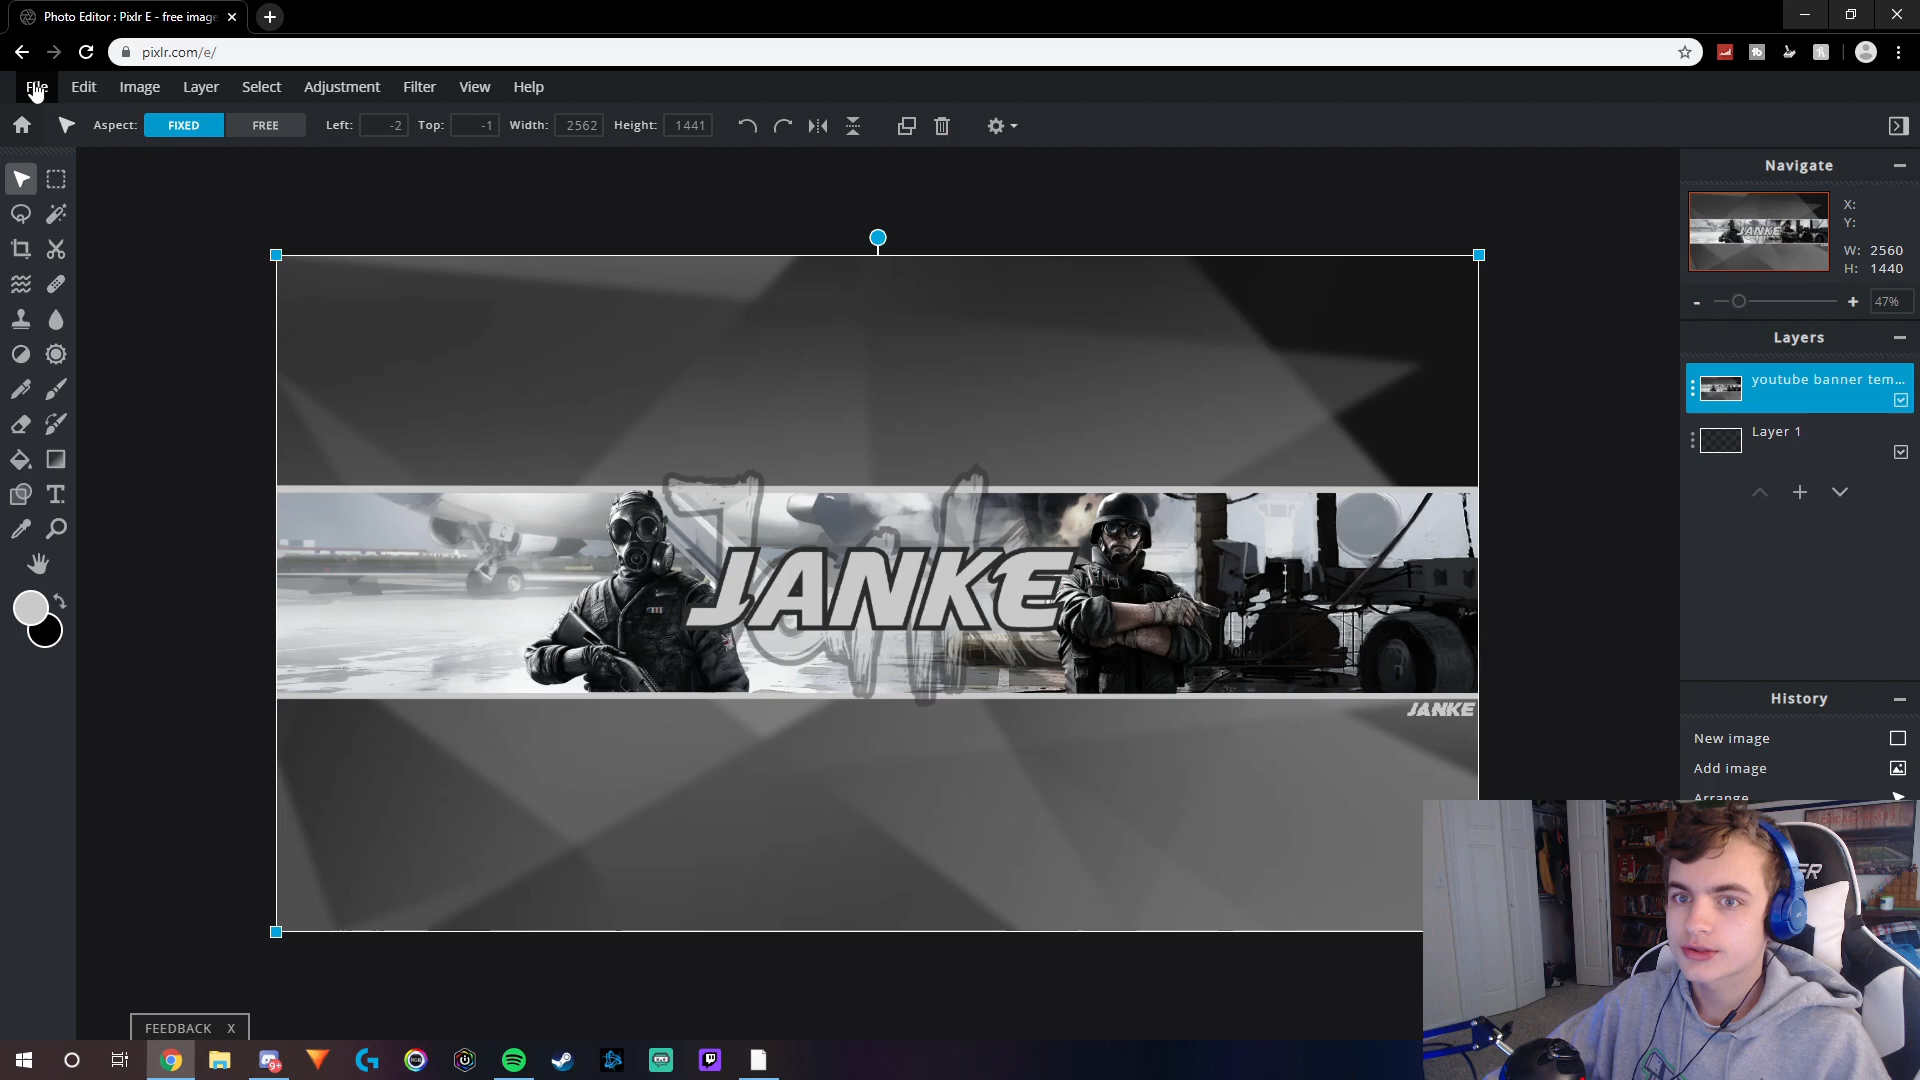 Photo Editor : Pixlr E - free image
pixlr.com/e/
File Edit Image Layer Select Adjustment Filter View Help
Aspect: FIXED FREE Left: -2 Top: -1 Width: 2562 Height: 1441
Navigate
X:
Y:
W: 2560
H: 1440
- + 47%
Layers
youtube banner tem...
Layer 1
JANKE
JANKE
History
New image
Add image
Arrange
FEEDBACK X
9+